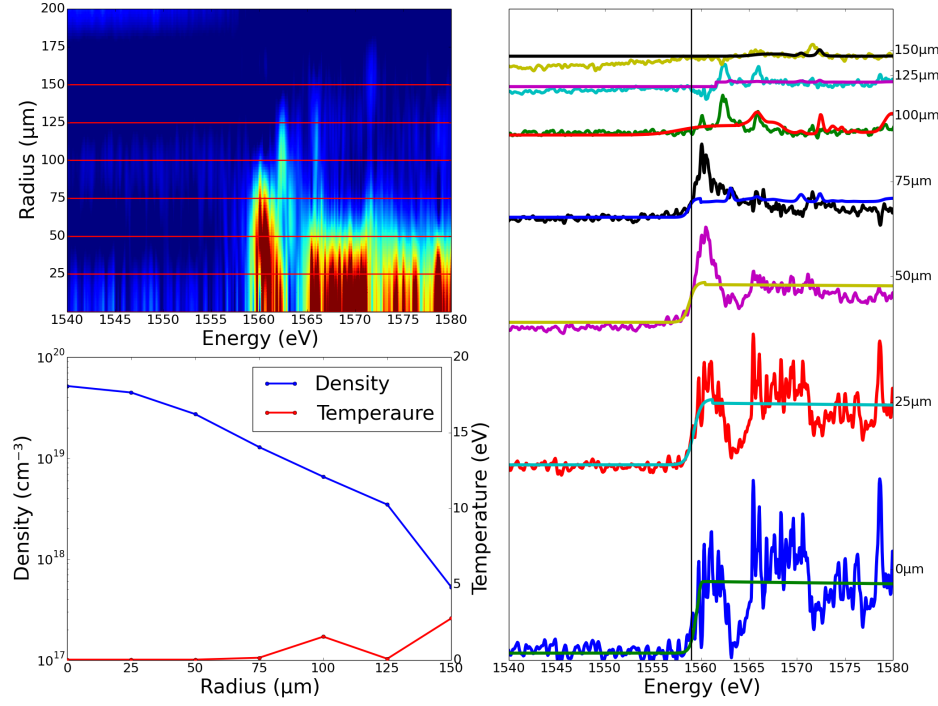 200
175
150
125
100
75
50
25
Radius (μm)
1540 1545 1550 1555 1560 1565 1570 1575 1580
Energy (eV)
10²⁰
10¹⁹
10¹⁸
10¹⁷
Density (cm⁻³)
Density
Temperaure
20
15
10
5
0
Temperature (eV)
0 25 50 75 100 125 150
Radius (μm)
150μm
125μm
100μm
75μm
50μm
25μm
0μm
1540 1545 1550 1555 1560 1565 1570 1575 1580
Energy (eV)